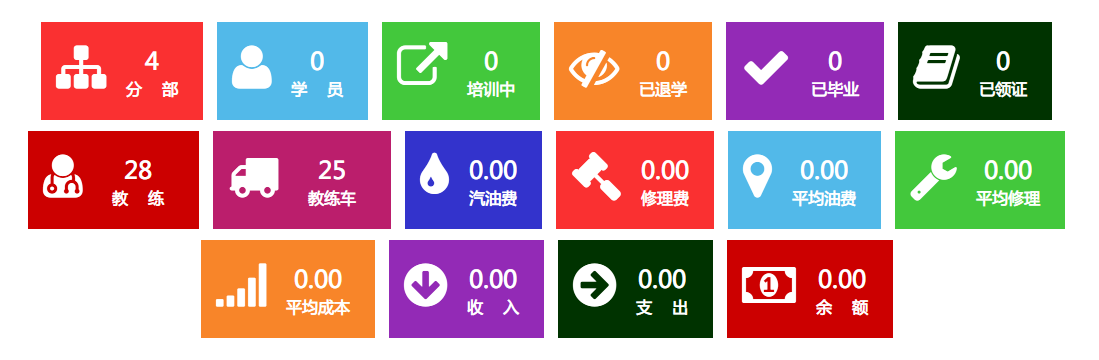 4
分 部
0
学 员
0
培训中
0
已退学
0
已毕业
0
已领证
28
教 练
25
教练车
0.00
汽油费
0.00
修理费
0.00
平均油费
0.00
平均修理
0.00
平均成本
0.00
收 入
0.00
支 出
1
0.00
余 额